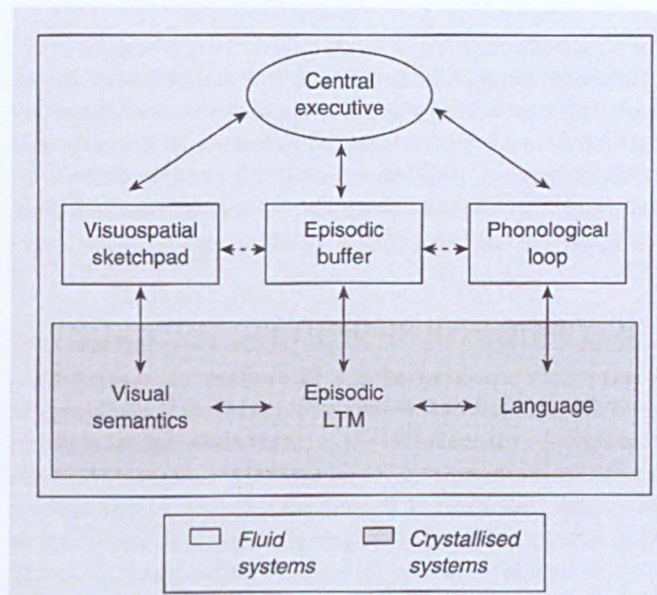 Central
executive
Visuospatial
sketchpad
Episodic
buffer
Phonological
loop
Visual
semantics
Episodic
LTM
Language
Fluid
systems
Crystallised
systems